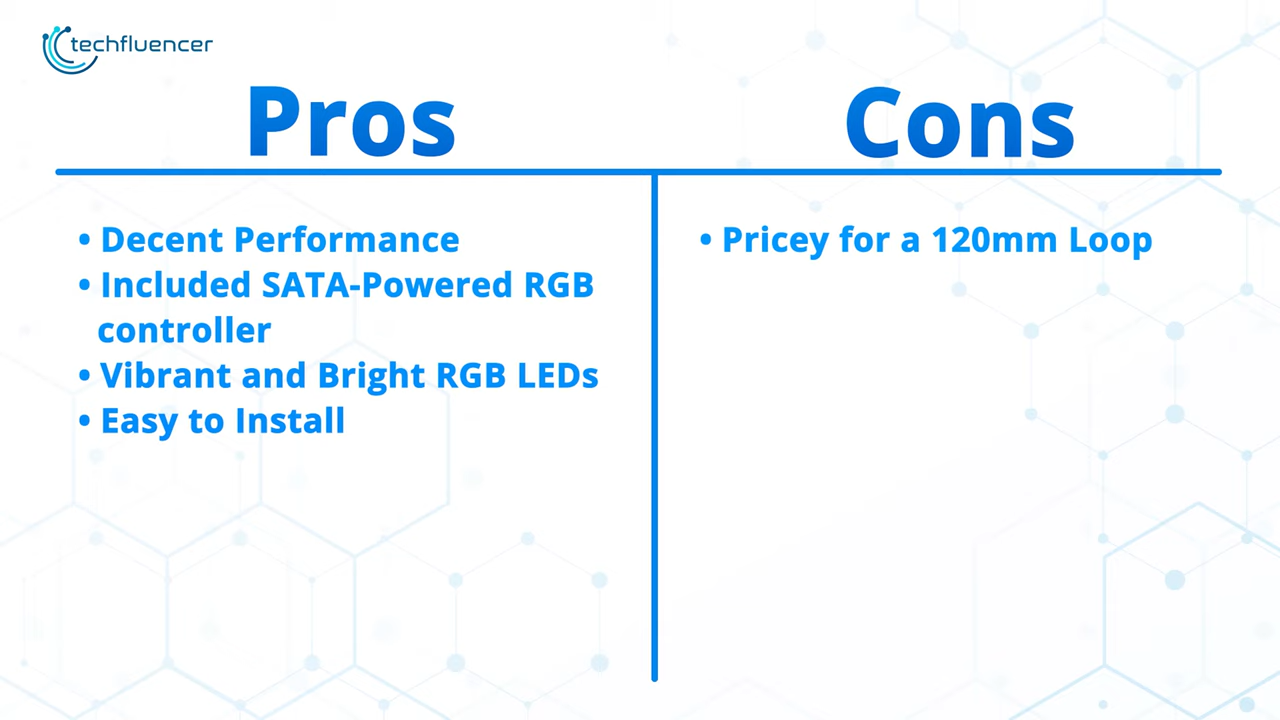 techfluencer
Pros
Cons
• Decent Performance
• Included SATA-Powered RGB
controller
• Vibrant and Bright RGB LEDs
• Easy to Install
• Pricey for a 120mm Loop